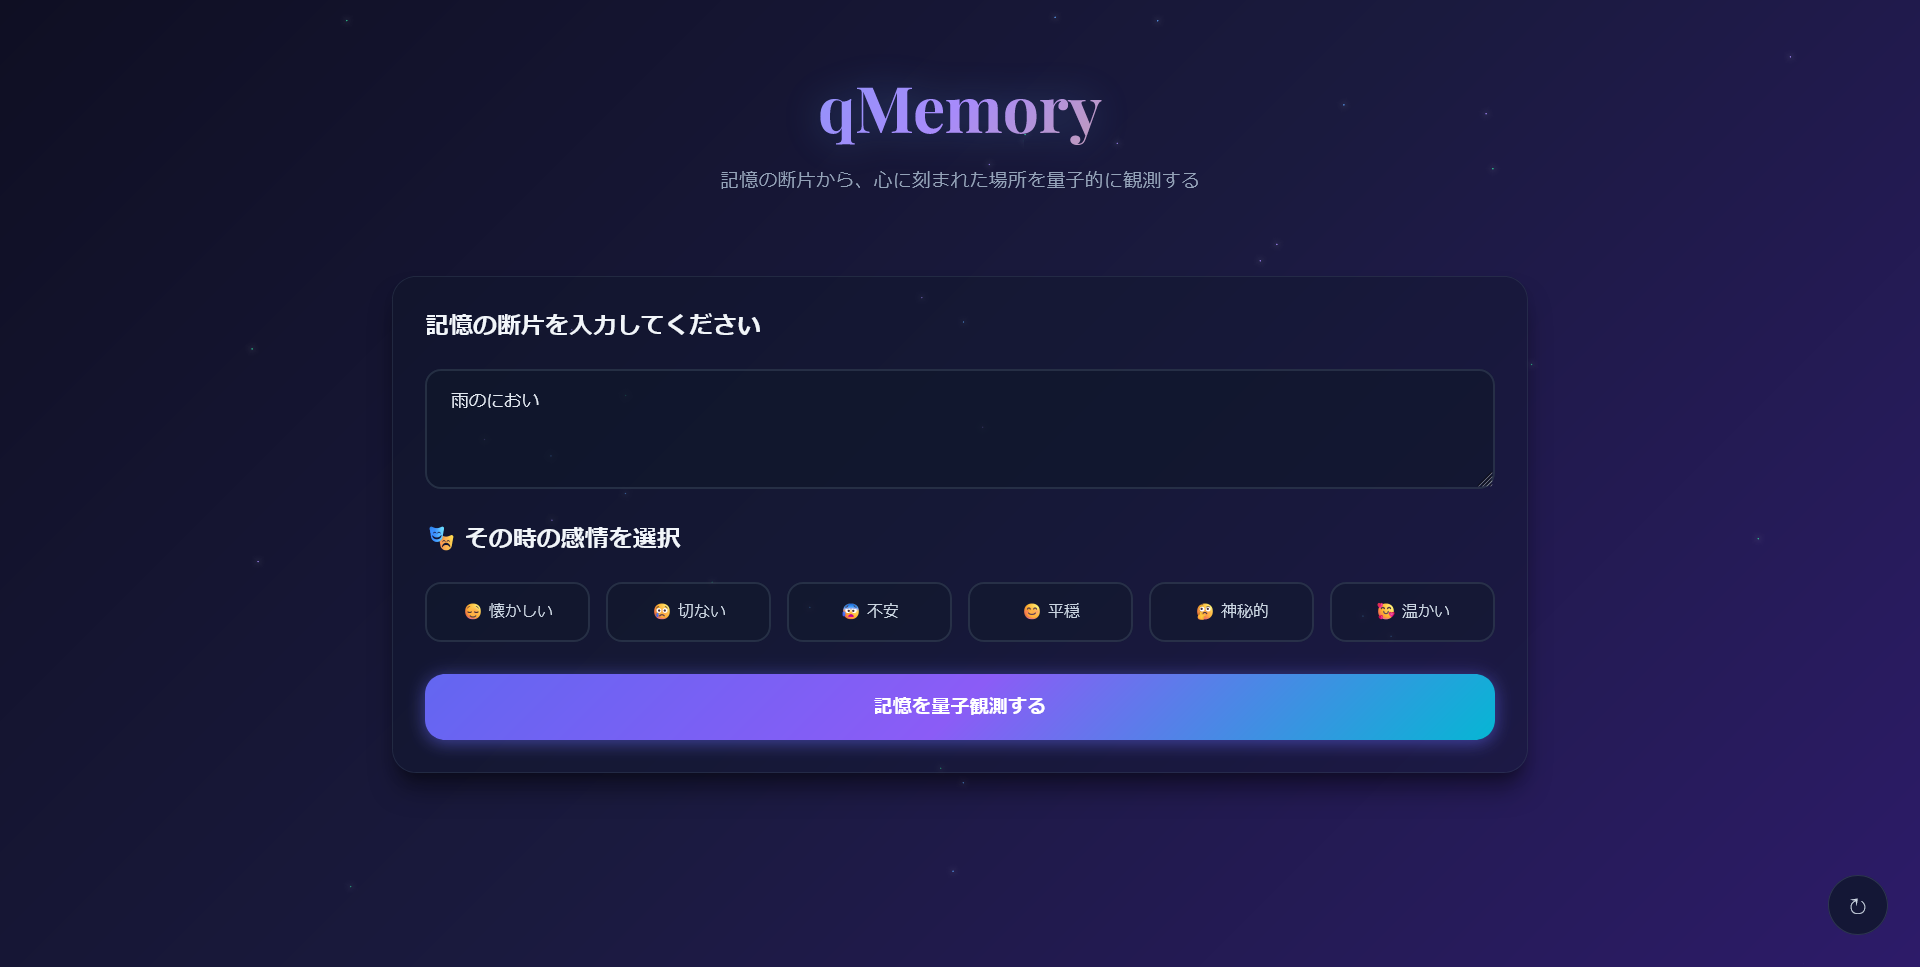 qMemory
記憶の断片から、心に刻まれた場所を量子的に観測する
記憶の断片を入力してください
雨のにおい
🎭 その時の感情を選択
😌 懐かしい
😢 切ない
😨 不安
😊 平穏
🤔 神秘的
🥰 温かい
記憶を量子観測する
↻